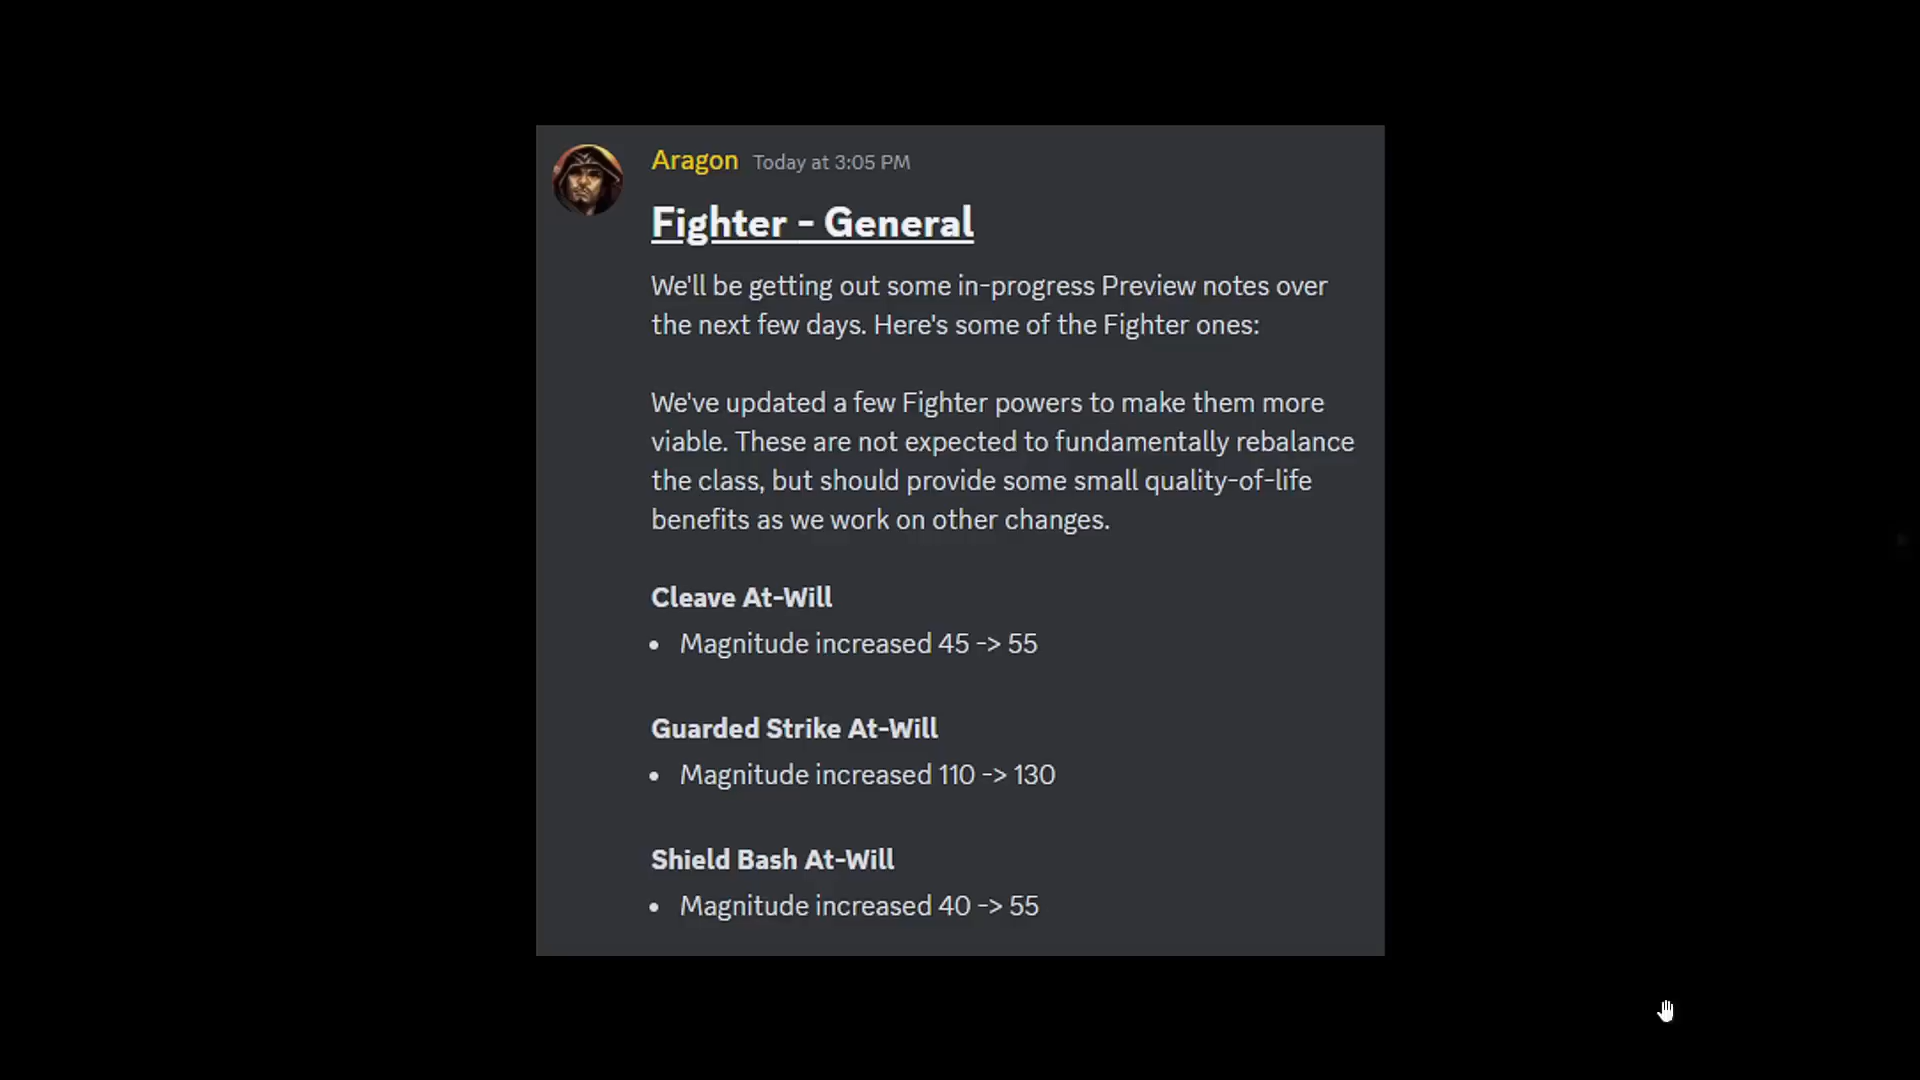 Aragon Today at 3:05 PM
Fighter - General
We'll be getting out some in-progress Preview notes over
the next few days. Here's some of the Fighter ones:
We've updated a few Fighter powers to make them more
viable. These are not expected to fundamentally rebalance
the class, but should provide some small quality-of-life
benefits as we work on other changes.
Cleave At-Will
• Magnitude increased 45 -> 55
Guarded Strike At-Will
• Magnitude increased 110 -> 130
Shield Bash At-Will
• Magnitude increased 40 -> 55